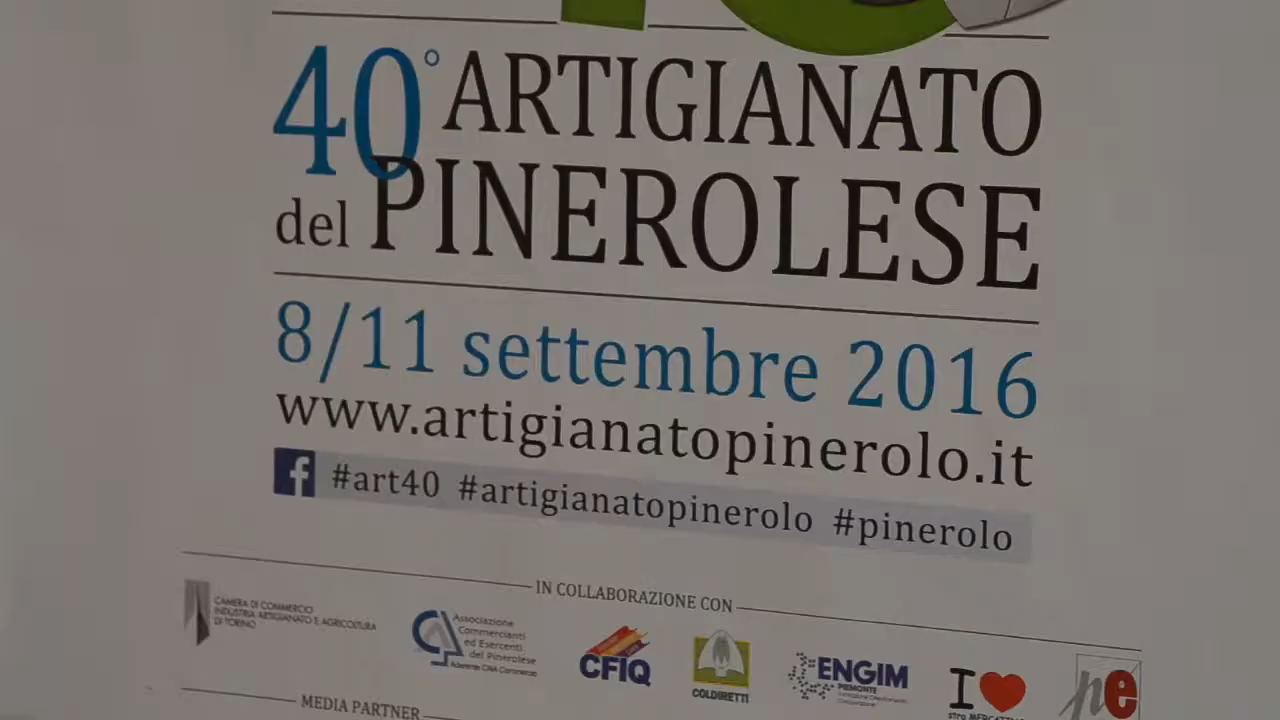 40° ARTIGIANATO
del PINEROLESE
8/11 settembre 2016
www.artigianatopinerolo.it
#art40 #artigianatopinerolo #pinerolo
IN COLLABORAZIONE CON
CAMERA DI COMMERCIO
INDUSTRIA ARTIGIANATO E AGRICOLTURA
DI TORINO
Associazione
Commercianti
ed Esercenti
del Pinerolese
CFIQ
COLDIRETTI
ENGIM
PIEMONTE
I
pe
MEDIA PARTNER